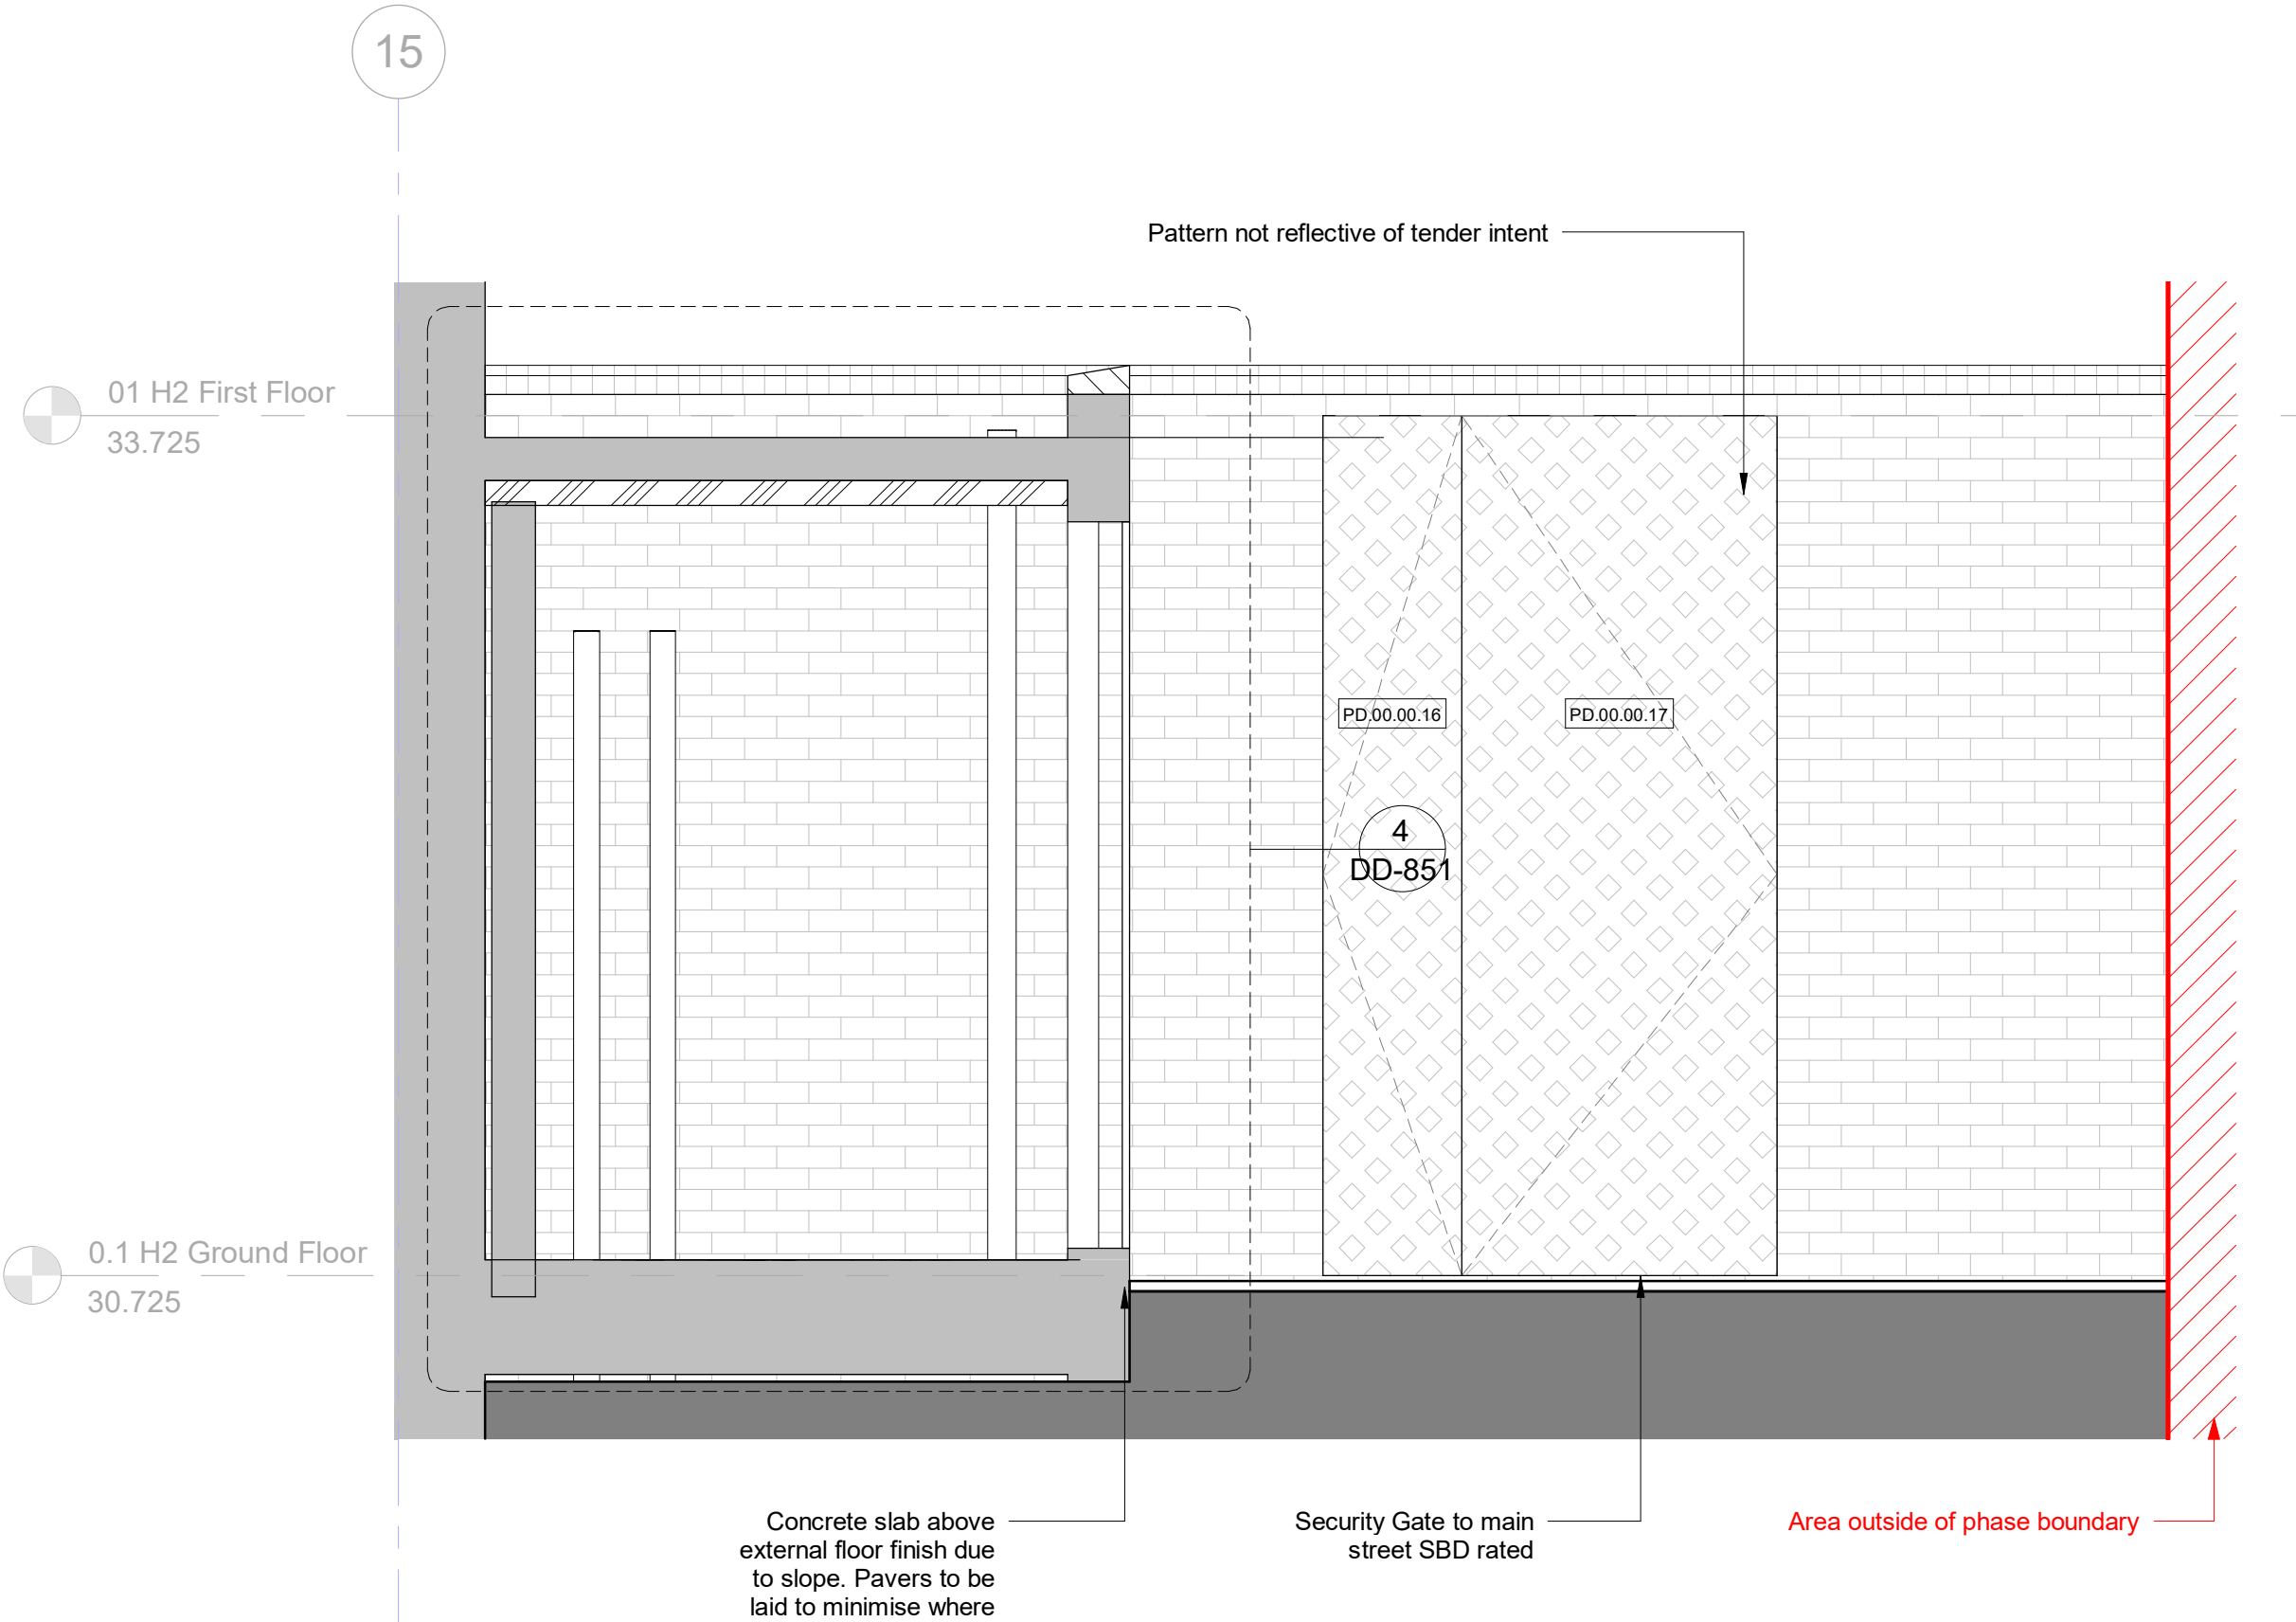 15
Pattern not reflective of tender intent
01 H2 First Floor
33.725
PD.00.00.16
PD.00.00.17
4
DD-851
0.1 H2 Ground Floor
30.725
Concrete slab above
external floor finish due
to slope. Pavers to be
laid to minimise where
Security Gate to main
street SBD rated
Area outside of phase boundary